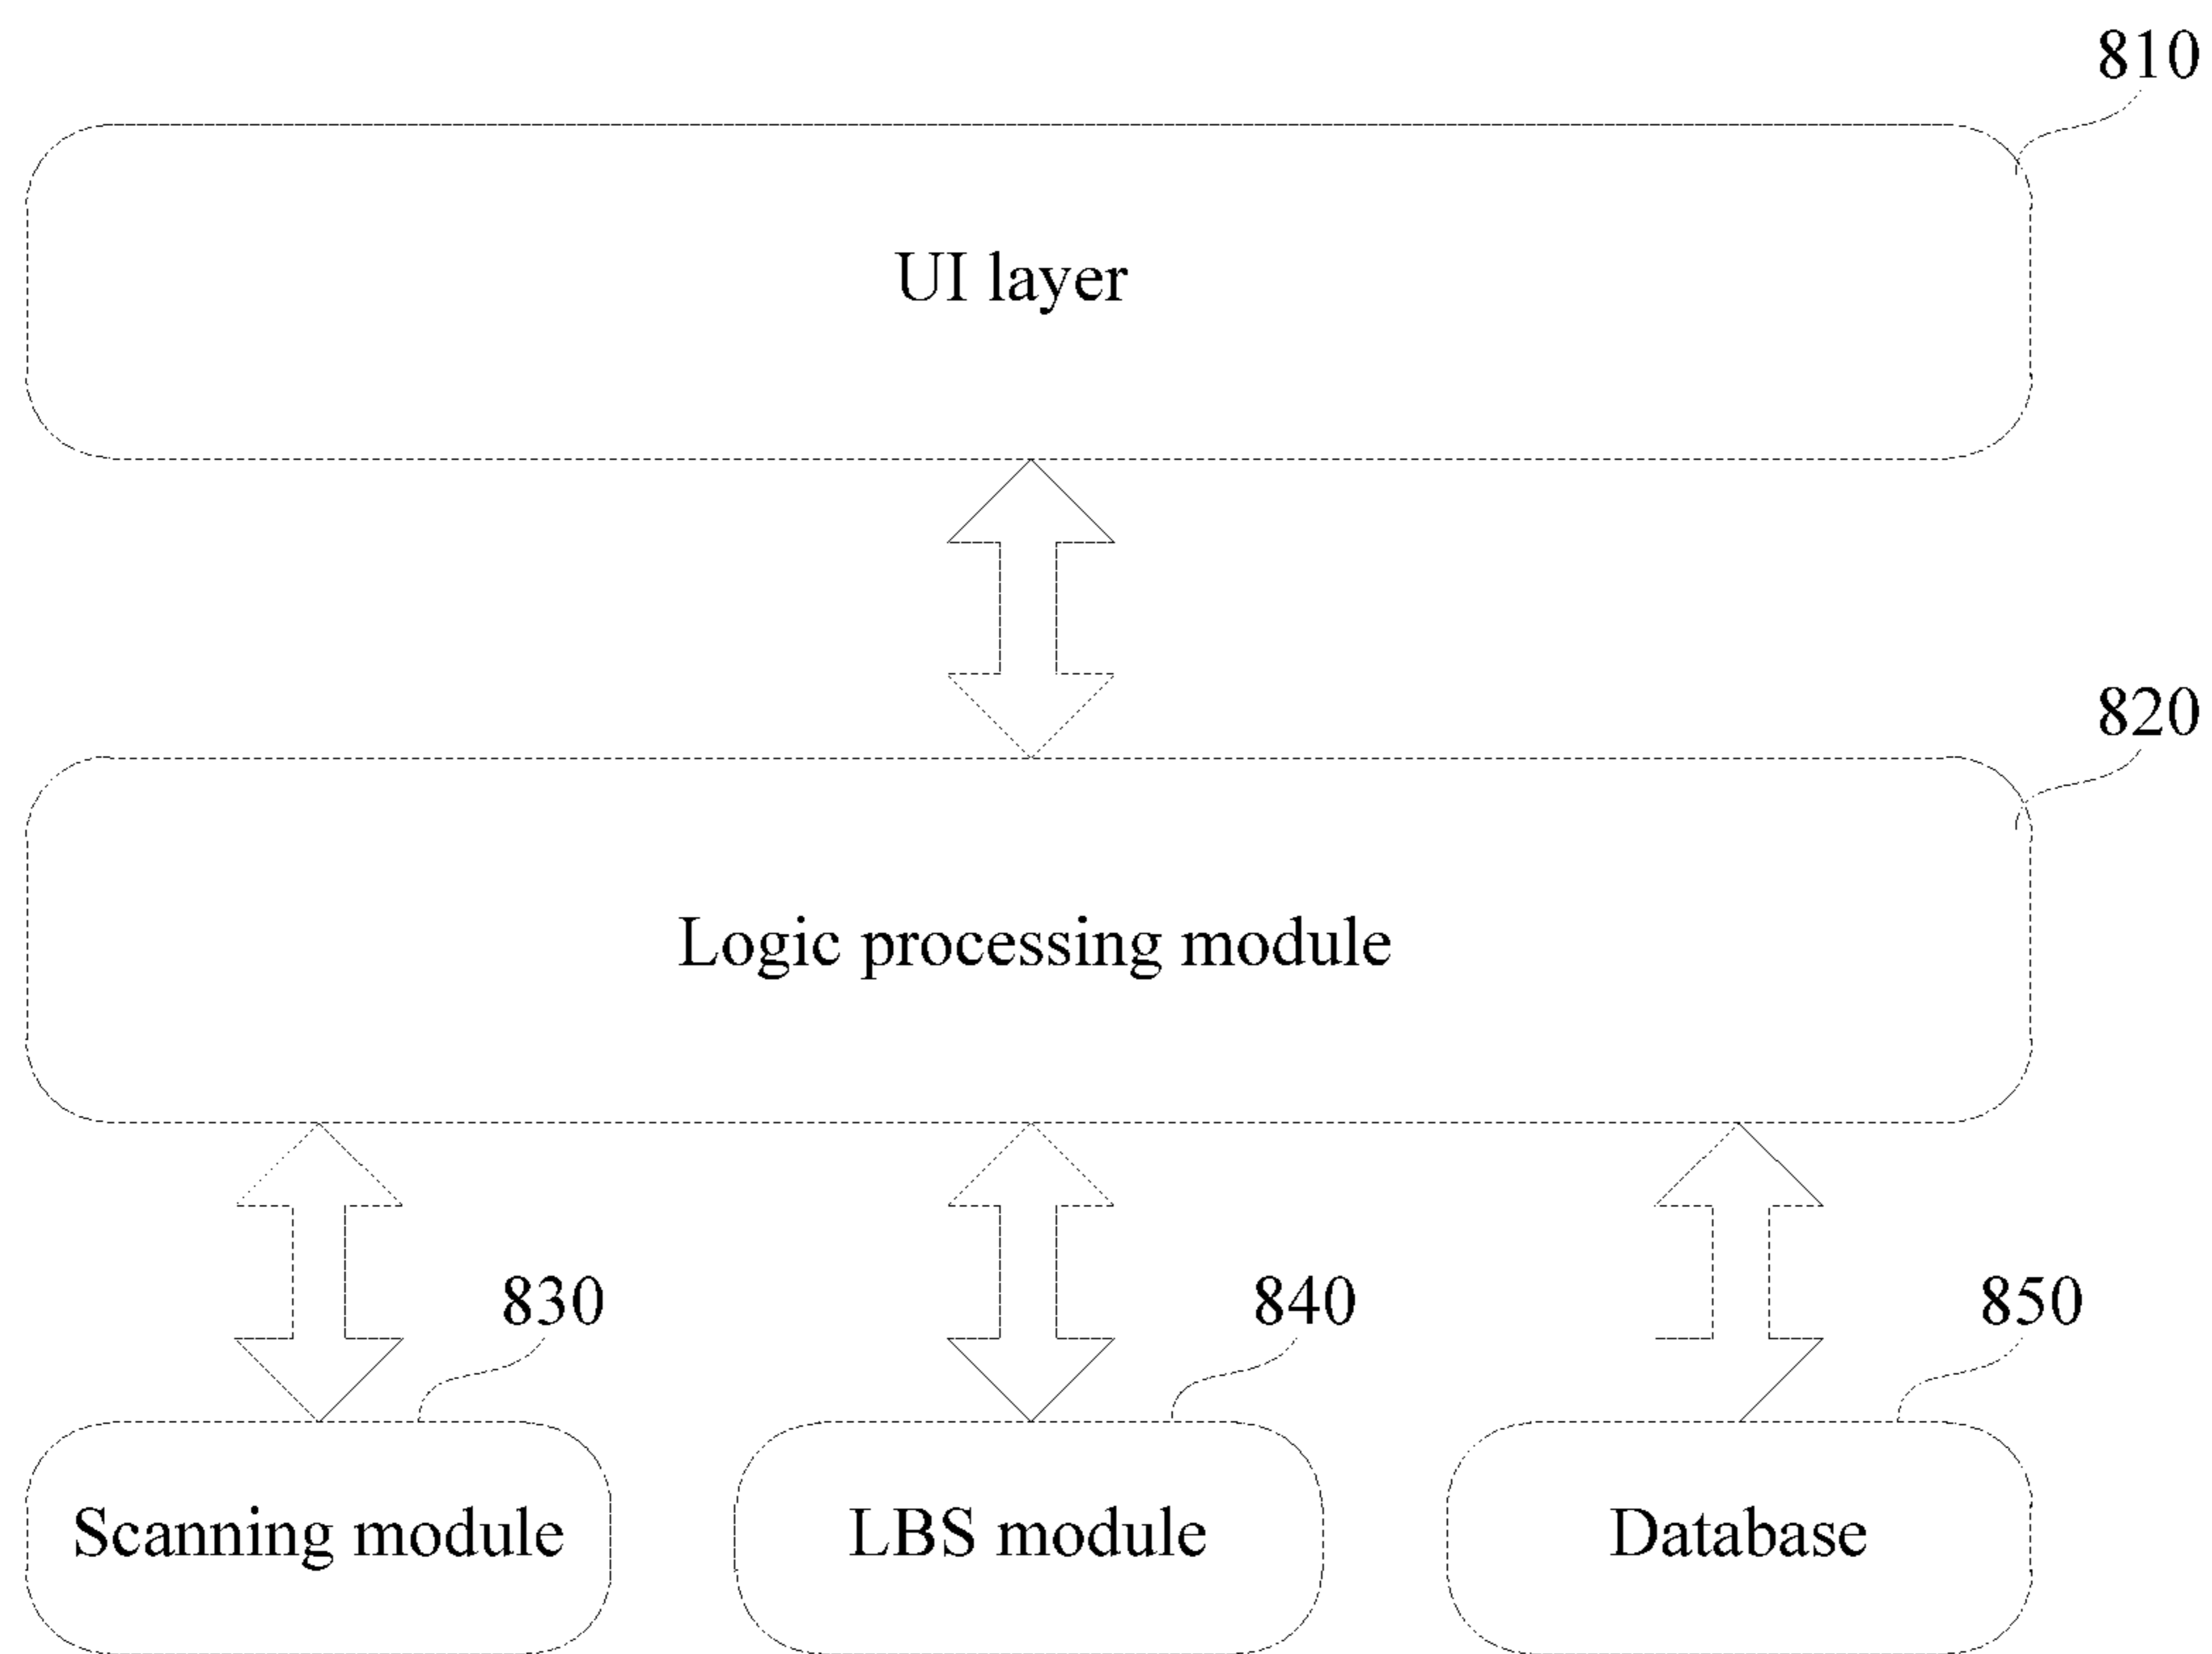 810
UI layer
820
Logic processing module
830
840
850
Scanning module
LBS module
Database